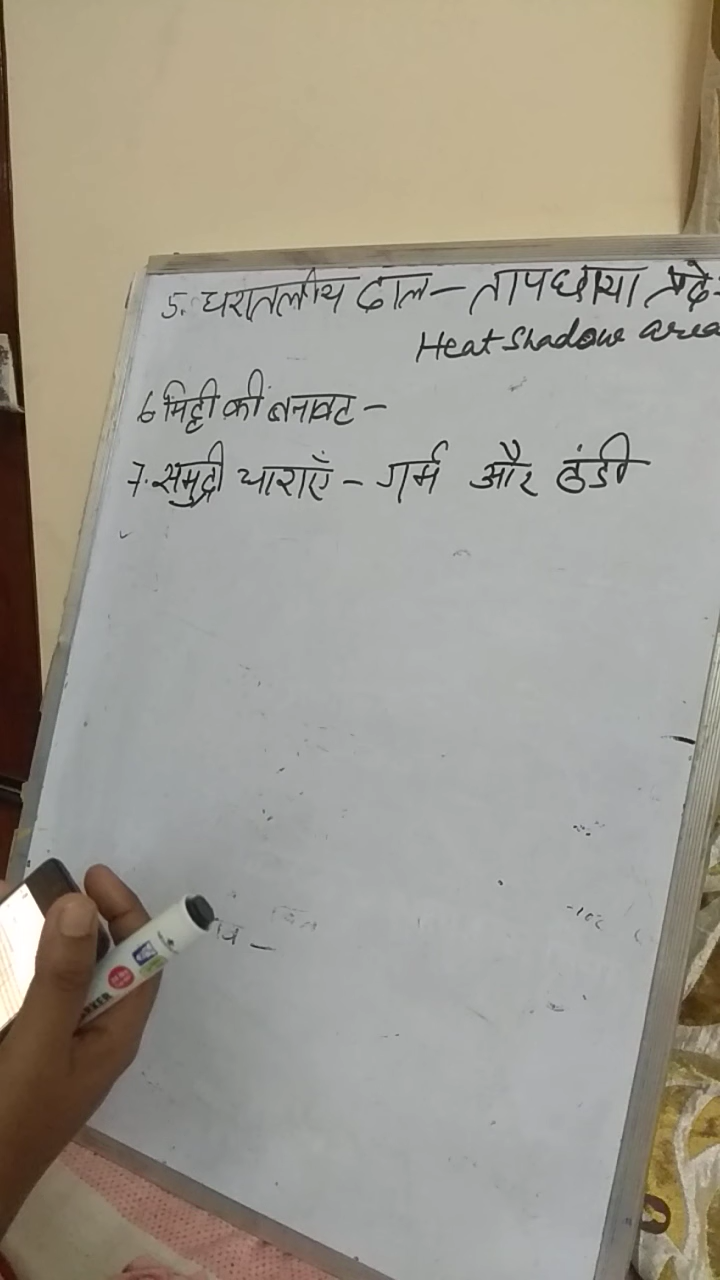 5. धरातलीय ढाल – तापछाया प्रदे
Heat Shadow area
6 मिट्टी की बनावट –
7. समुद्री धाराएँ – गर्म और ठंडी